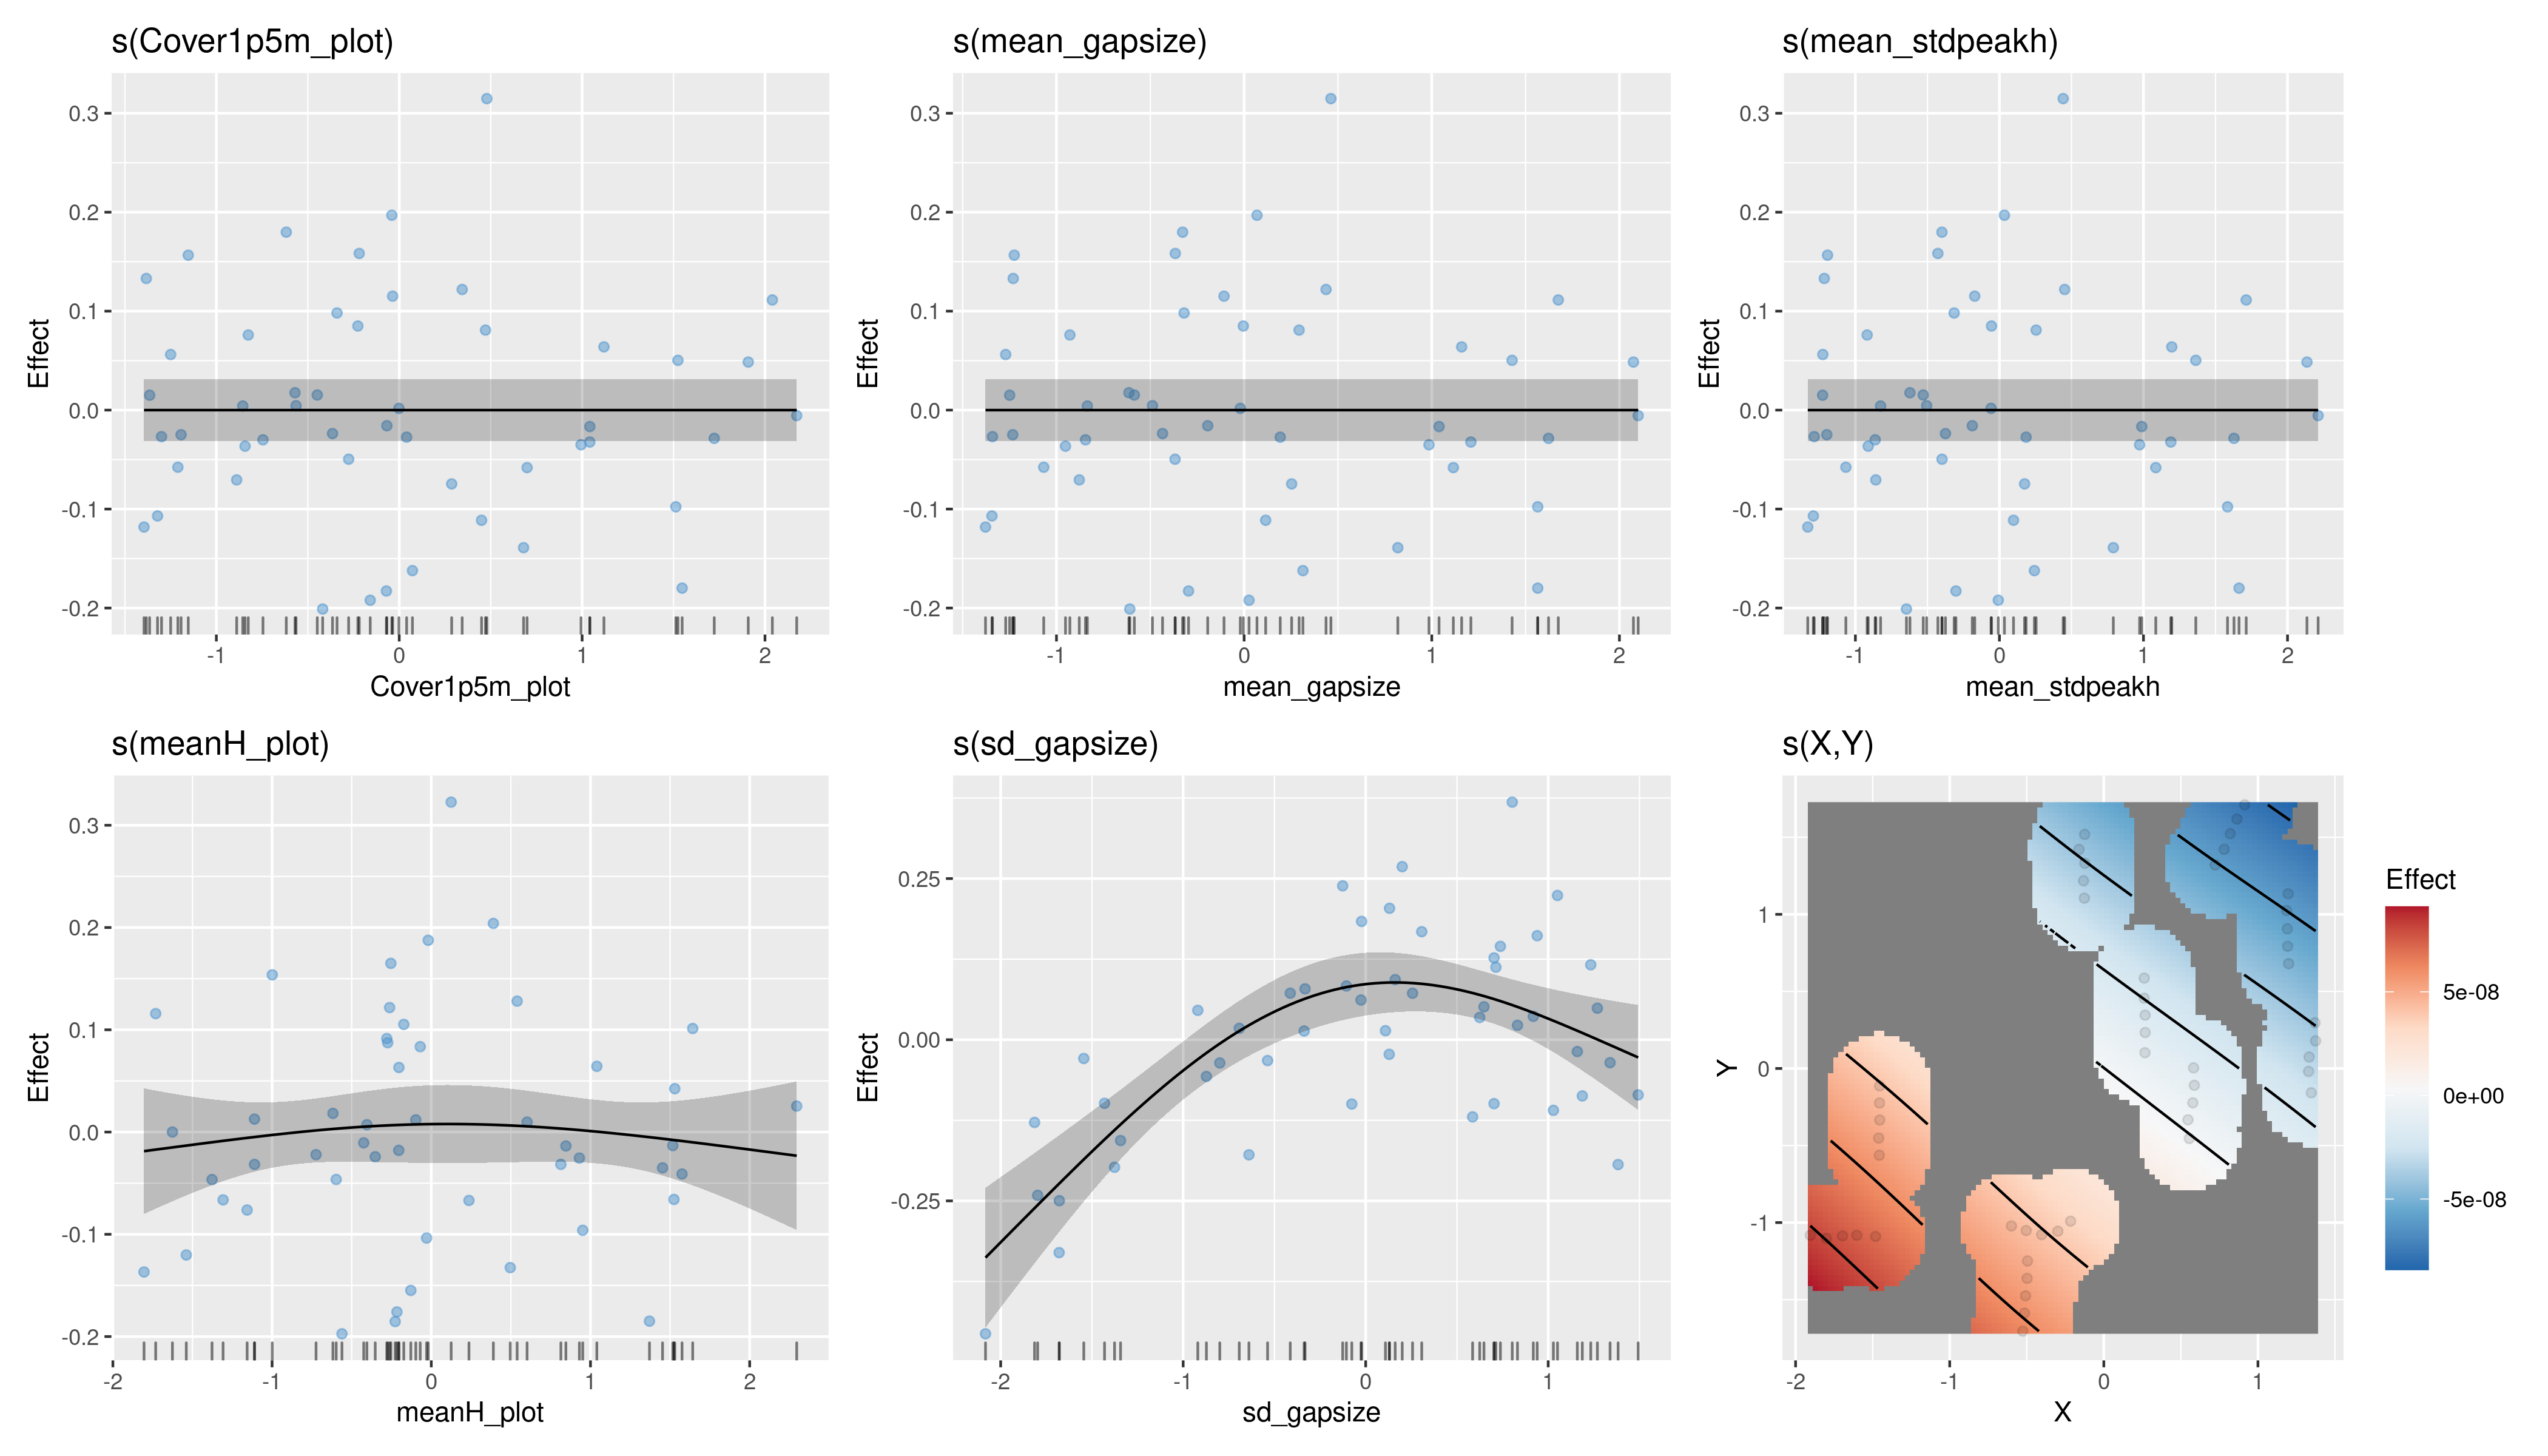 s(Cover1p5m_plot)
Effect
0.3
0.2
0.1
0.0
-0.1
-0.2
-1
0
1
2
Cover1p5m_plot
s(mean_gapsize)
Effect
0.3
0.2
0.1
0.0
-0.1
-0.2
-1
0
1
2
mean_gapsize
s(mean_stdpeakh)
Effect
0.3
0.2
0.1
0.0
-0.1
-0.2
-1
0
1
2
mean_stdpeakh
s(meanH_plot)
Effect
0.3
0.2
0.1
0.0
-0.1
-0.2
-2
-1
0
1
2
meanH_plot
s(sd_gapsize)
Effect
0.25
0.00
-0.25
-2
-1
0
1
sd_gapsize
s(X,Y)
Y
1
0
-1
-2
-1
0
1
X
Effect
5e-08
0e+00
-5e-08